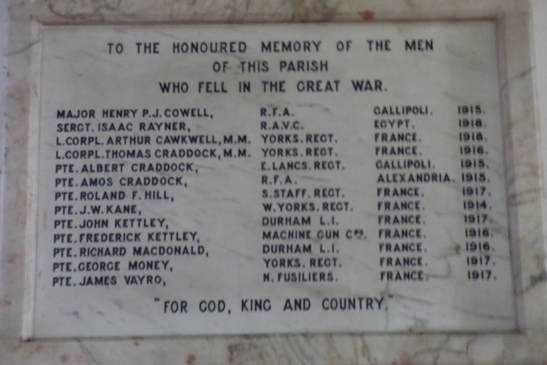 TO THE HONOURED MEMORY OF THE MEN
OF THIS PARISH
WHO FELL IN THE GREAT WAR.
MAJOR HENRY P.J. COWELL, R.F.A. GALLIPOLI. 1915.
SERGT. ISAAC RAYNER, R.A.V.C. EGYPT. 1918.
L.CORPL. ARTHUR CAWKWELL, M.M. YORKS. REGT. FRANCE. 1918.
L.CORPL. THOMAS CRADDOCK, M.M. YORKS. REGT. FRANCE. 1916.
PTE. ALBERT CRADDOCK, E. LANCS. REGT. GALLIPOLI. 1915.
PTE. AMOS CRADDOCK, R.F.A. ALEXANDRIA. 1915.
PTE. ROLAND F. HILL, S. STAFF. REGT. FRANCE. 1917.
PTE. J.W. KANE, W. YORKS. REGT. FRANCE. 1914.
PTE. JOHN KETTLEY, DURHAM L.I. FRANCE. 1917.
PTE. FREDERICK KETTLEY, MACHINE GUN COY. FRANCE. 1916.
PTE. RICHARD MACDONALD, DURHAM L.I. FRANCE. 1916.
PTE. GEORGE MONEY, YORKS. REGT. FRANCE. 1917.
PTE. JAMES VAYRO, N. FUSILIERS. FRANCE. 1917.
"FOR GOD, KING AND COUNTRY."